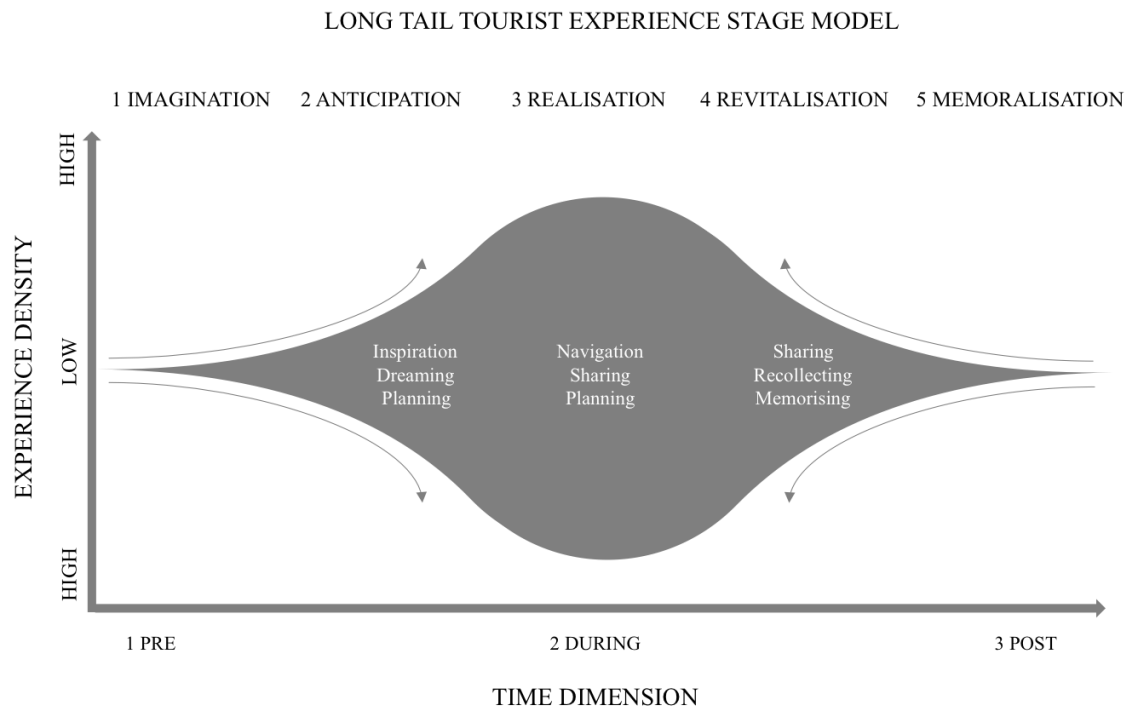 LONG TAIL TOURIST EXPERIENCE STAGE MODEL
1 IMAGINATION
2 ANTICIPATION
3 REALISATION
4 REVITALISATION
5 MEMORALISATION
EXPERIENCE DENSITY
HIGH
LOW
HIGH
Inspiration
Dreaming
Planning
Navigation
Sharing
Planning
Sharing
Recollecting
Memorising
1 PRE
2 DURING
3 POST
TIME DIMENSION